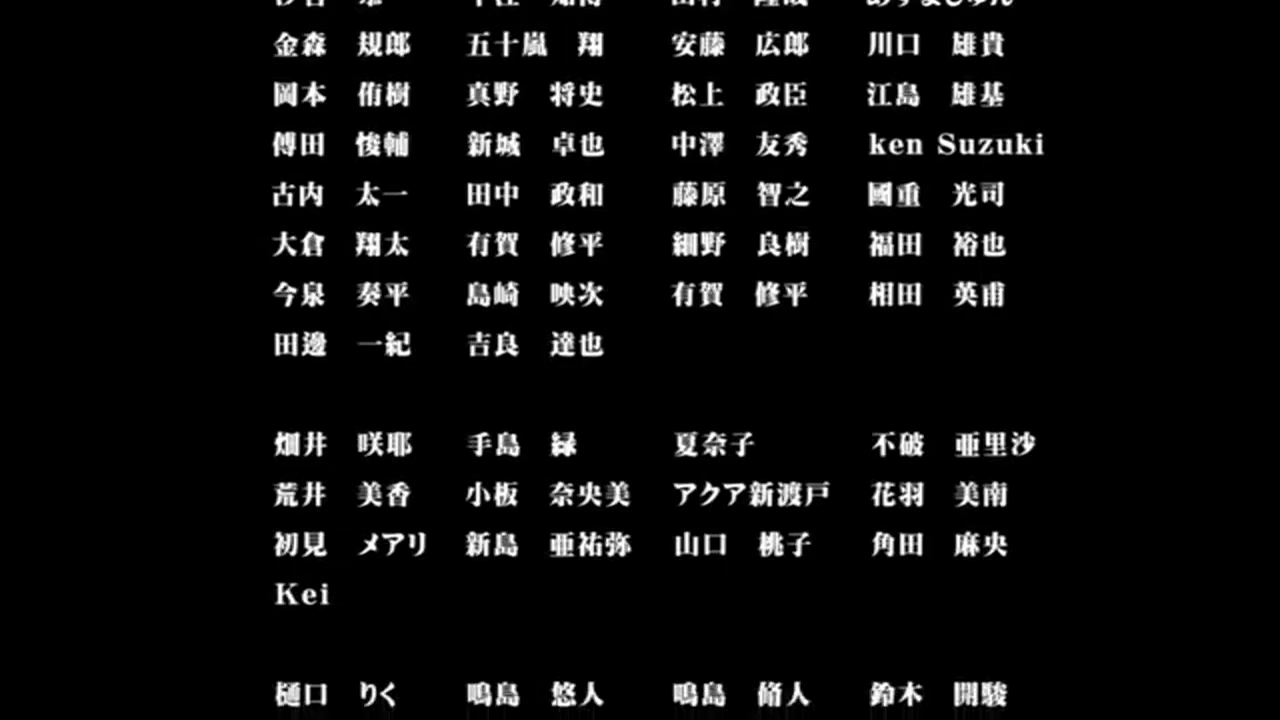 金森　規郎　五十嵐　翔　安藤　広郎　川口　雄貴
岡本　侑樹　真野　将史　松上　政臣　江島　雄基
傳田　悛輔　新城　卓也　中澤　友秀　ken Suzuki
古内　太一　田中　政和　藤原　智之　國重　光司
大倉　翔太　有賀　修平　細野　良樹　福田　裕也
今泉　奏平　島崎　映次　有賀　修平　相田　英甫
田邊　一紀　吉良　達也
畑井　咲耶　手島　緑　夏奈子　不破　亜里沙
荒井　美香　小板　奈央美　アクア新渡戸　花羽　美南
初見　メアリ　新島　亜祐弥　山口　桃子　角田　麻央
Kei
樋口　りく　鳴島　悠人　鳴島　脩人　鈴木　開駿